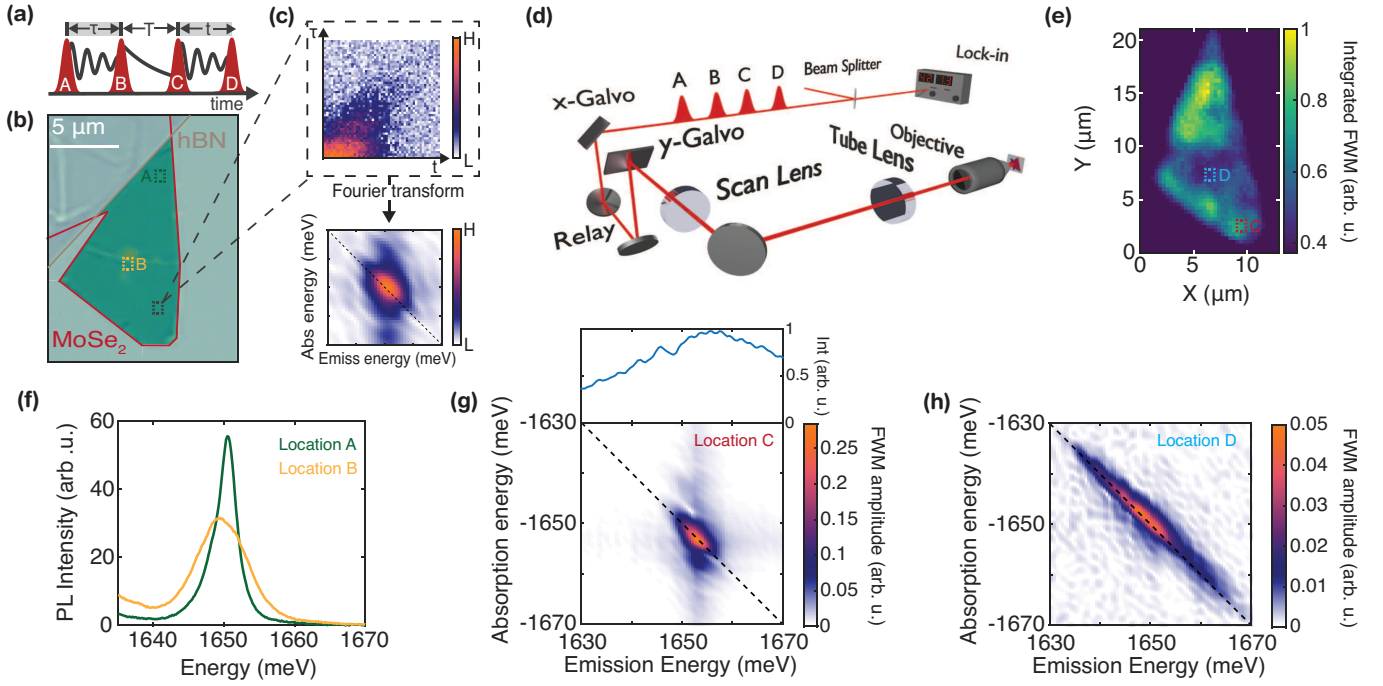 (a)
τ T t
A B C D
time
(b)
5 μm
hBN
A
B
MoSe2
(c)
τ
H
L
t
Fourier transform
Abs energy (meV)
H
L
Emiss energy (meV)
(d)
x-Galvo
A B C D
Beam Splitter
Lock-in
y-Galvo
Scan Lens
Tube Lens
Objective
Relay
(e)
Y (μm)
20
15
10
5
0
0 5 10
X (μm)
D
C
1
0.8
0.6
0.4
Integrated FWM (arb. u.)
(f)
PL Intensity (arb .u.)
60
40
20
0
Location A
Location B
1640 1650 1660 1670
Energy (meV)
(g)
1
0.5
0
Int (arb. u.)
Absorption energy (meV)
-1630
-1650
-1670
Location C
1630 1650 1670
Emission Energy (meV)
0.25
0.2
0.15
0.1
0.05
0
FWM amplitude (arb. u.)
(h)
Absorption energy (meV)
-1630
-1650
-1670
Location D
1630 1650 1670
Emission Energy (meV)
0.05
0.04
0.03
0.02
0.01
0
FWM amplitude (arb. u.)